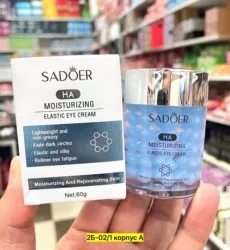 SADOER
HA
MOISTURIZING
ELASTIC EYE CREAM
Lightweight and
non-greasy
Fade dark circles
Elastic and silky
Relieve eye fatigue
Moisturizing And Rejuvenating Skin
Net:60g
SADOER
HA
MOISTURIZING
ELASTIC EYE CREAM
2Б-02/1 корпус А